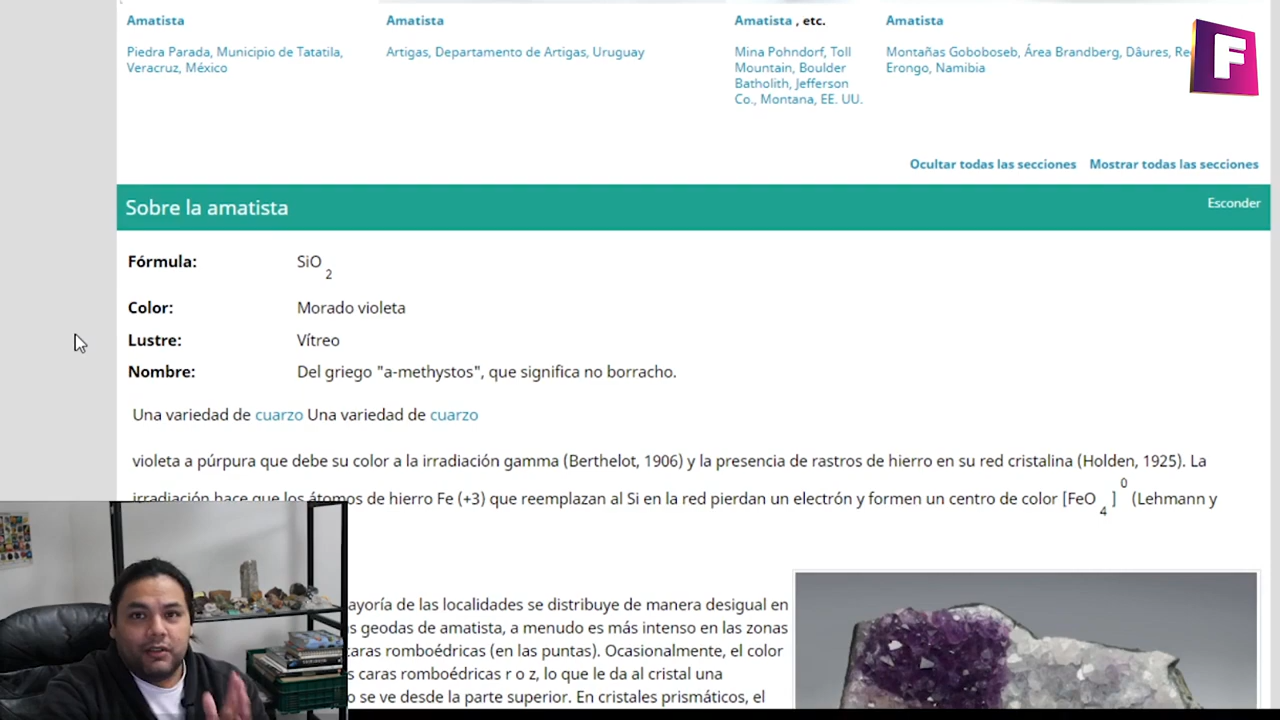 Amatista
Piedra Parada, Municipio de Tatatila,
Veracruz, México
Amatista
Artigas, Departamento de Artigas, Uruguay
Amatista , etc.
Mina Pohndorf, Toll
Mountain, Boulder
Batholith, Jefferson
Co., Montana, EE. UU.
Amatista
Montañas Goboboseb, Área Brandberg, Dâures,
Erongo, Namibia
F
Ocultar todas las secciones Mostrar todas las secciones
Sobre la amatista
Esconder
Fórmula: SiO2
Color: Morado violeta
Lustre: Vítreo
Nombre: Del griego "a-methystos", que significa no borracho.
Una variedad de cuarzo Una variedad de cuarzo
violeta a púrpura que debe su color a la irradiación gamma (Berthelot, 1906) y la presencia de rastros de hierro en su red cristalina (Holden, 1925). La
irradiación hace que los átomos de hierro Fe (+3) que reemplazan al Si en la red pierdan un electrón y formen un centro de color [FeO4]0 (Lehmann y
ayoría de las localidades se distribuye de manera desigual en
s geodas de amatista, a menudo es más intenso en las zonas
caras romboédricas (en las puntas). Ocasionalmente, el color
s caras romboédricas r o z, lo que le da al cristal una
o se ve desde la parte superior. En cristales prismáticos, el